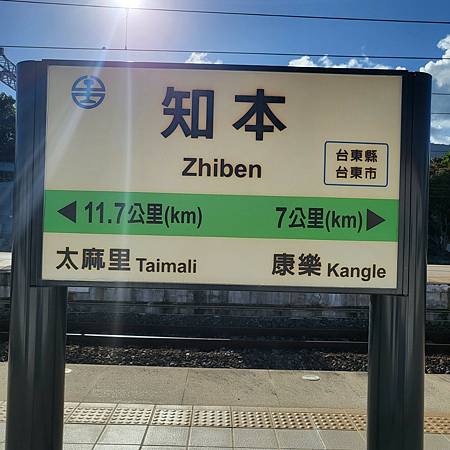 知本
Zhiben
台東縣
台東市
11.7公里(km) 7公里(km)
太麻里 Taimali 康樂 Kangle